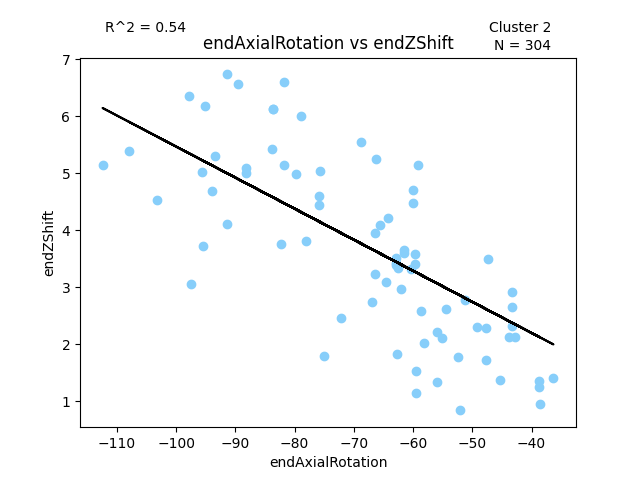 R^2 = 0.54
Cluster 2
endAxialRotation vs endZShift
N = 304
7
6
5
4
3
2
1
endZShift
−110 −100 −90 −80 −70 −60 −50 −40
endAxialRotation